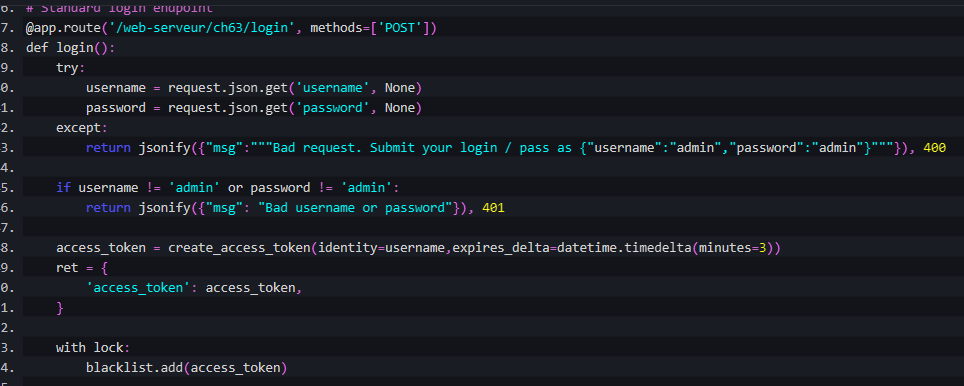 6. # Standard login endpoint
7. @app.route('/web-serveur/ch63/login', methods=['POST'])
8. def login():
9.     try:
0.         username = request.json.get('username', None)
1.         password = request.json.get('password', None)
2.     except:
3.         return jsonify({"msg":"""Bad request. Submit your login / pass as {"username":"admin","password":"admin"}"""}), 400
4.
5.     if username != 'admin' or password != 'admin':
6.         return jsonify({"msg": "Bad username or password"}), 401
7.
8.     access_token = create_access_token(identity=username,expires_delta=datetime.timedelta(minutes=3))
9.     ret = {
0.         'access_token': access_token,
1.     }
2.
3.     with lock:
4.         blacklist.add(access_token)